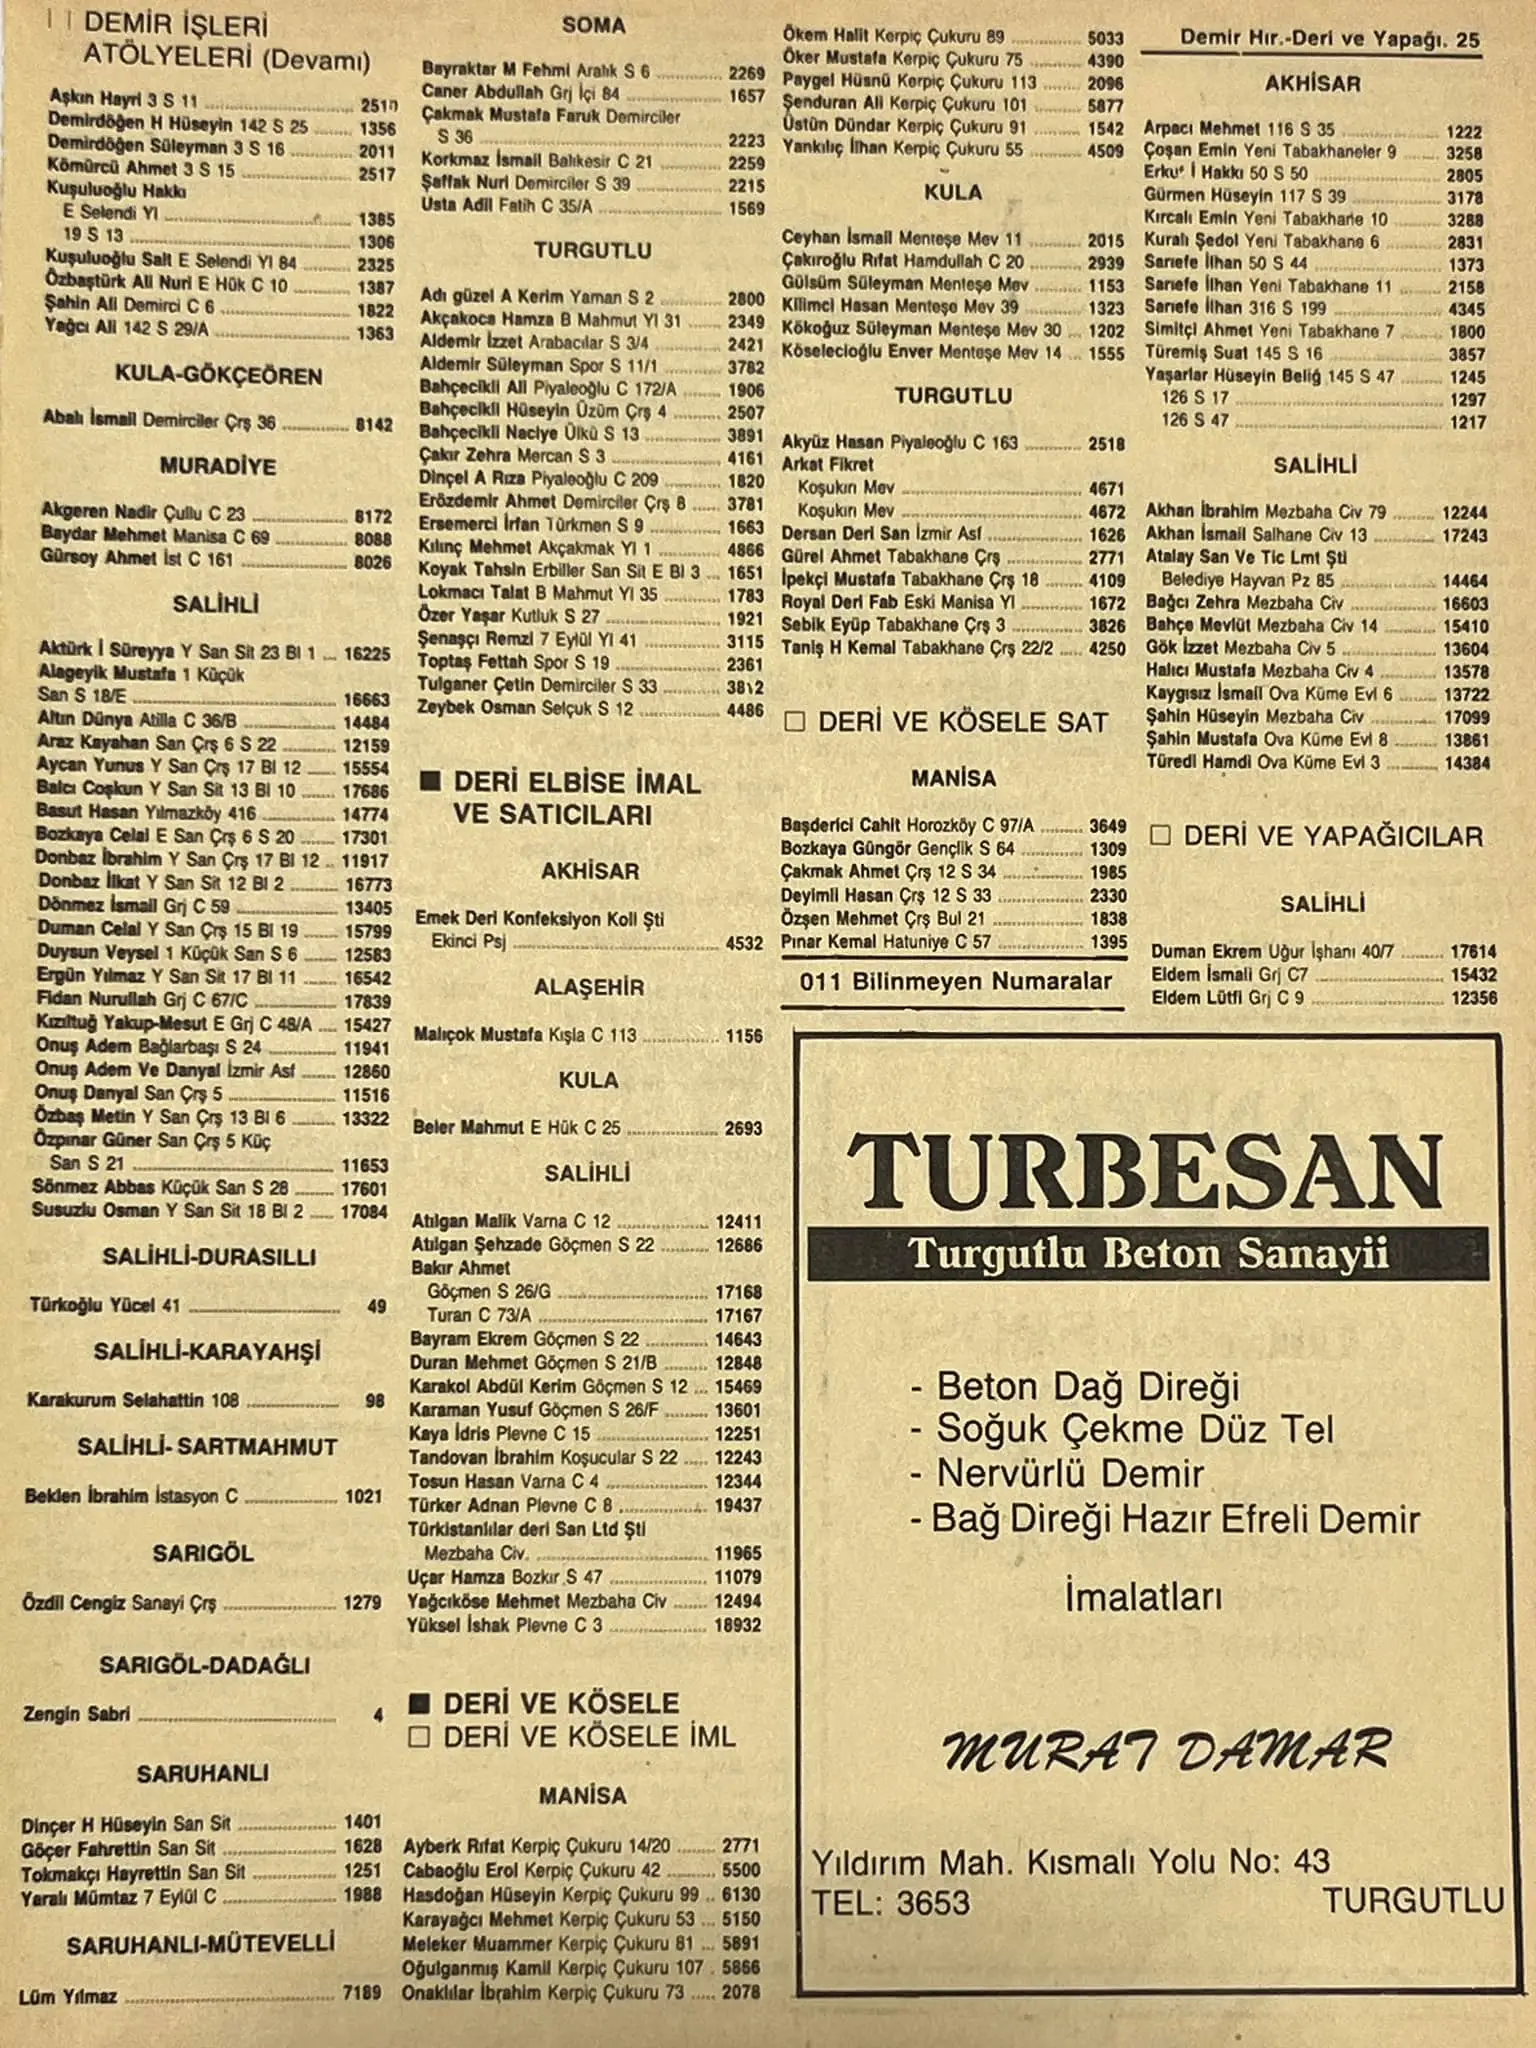 DEMİR İŞLERİ
ATÖLYELERİ (Devamı)
Aşkın Hayri 3 S 11
Demirdöğen H Hüseyin 142 S 25 1356
Demirdöğen Süleyman 3 S 16 2011
Kömürcü Ahmet 3 S 15 2517
Kuşuluoğlu Hakkı
E Selendi Yl 1385
19 S 13 1306
Kuşuluoğlu Sait E Selendi Yl 84 2325
Özbaştürk Ali Nuri E Hük C 10 1387
Şahin Ali Demirci C 6 1822
Yağcı Ali 142 S 29/A 1363
KULA-GÖKÇEÖREN
Abalı İsmail Demirciler Çrş 36 8142
MURADİYE
Akgeren Nadir Çullu C 23 8172
Baydar Mehmet Manisa C 69 8088
Gürsoy Ahmet İst C 161 8026
SALİHLİ
Aktürk İ Süreyya Y San Sit 23 Bl 1 16225
Alageyik Mustafa 1 Küçük
San S 18/E 16663
Altın Dünya Atilla C 36/B 14484
Araz Kayahan San Çrş 6 S 22 12159
Aycan Yunus Y San Çrş 17 Bl 12 15554
Balcı Coşkun Y San Sit 13 Bl 10 17686
Basut Hasan Yılmazköy 416 14774
Bozkaya Celal E San Çrş 6 S 20 17301
Donbaz İbrahim Y San Çrş 17 Bl 12 11917
Donbaz İlkat Y San Sit 12 Bl 2 16773
Dönmez İsmail Grj C 59 13405
Duman Celal Y San Çrş 15 Bl 19 15799
Duysun Veysel 1 Küçük San S 6 12583
Ergün Yılmaz Y San Sit 17 Bl 11 16542
Fidan Nurullah Grj C 67/C 17839
Kızıltuğ Yakup-Mesut E Grj C 48/A 15427
Onuş Adem Bağlarbaşı S 24 11941
Onuş Adem Ve Danyal İzmir Asf 12860
Onuş Danyal San Çrş 5 11516
Özbaş Metin Y San Çrş 13 Bl 6 13322
Özpınar Güner San Çrş 5 Küç
San S 21 11653
Sönmez Abbas Küçük San S 28 17601
Susuzlu Osman Y San Sit 18 Bl 2 17084
SALİHLİ-DURASILLI
Türkoğlu Yücel 41 49
SALİHLİ-KARAYAHŞİ
Karakurum Selahattin 108 98
SALİHLİ- SARTMAHMUT
Beklen İbrahim İstasyon C 1021
SARIGÖL
Özdil Cengiz Sanayi Çrş 1279
SARIGÖL-DADAĞLI
Zengin Sabri 4
SARUHANLI
Dinçer H Hüseyin San Sit 1401
Göçer Fahrettin San Sit 1628
Tokmakçı Hayrettin San Sit 1251
Yaralı Mümtaz 7 Eylül C 1988
SARUHANLI-MÜTEVELLİ
Lüm Yılmaz 7189
SOMA
Bayraktar M Fehmi Aralık S 6 2269
Caner Abdullah Grj İçi 84 1657
Çakmak Mustafa Faruk Demirciler
S 36 2223
Korkmaz İsmail Balıkesir C 21 2259
Şaffak Nuri Demirciler S 39 2215
Usta Adil Fatih C 35/A 1569
TURGUTLU
Adı güzel A Kerim Yaman S 2 2800
Akçakoca Hamza B Mahmut Yl 31 2349
Aldemir İzzet Arabacılar S 3/4 2421
Aldemir Süleyman Spor S 11/1 3782
Bahçecikli Ali Piyaleoğlu C 172/A 1906
Bahçecikli Hüseyin Üzüm Çrş 4 2507
Bahçecikli Naciye Ülkü S 13 3891
Çakır Zehra Mercan S 3 4161
Dinçel A Rıza Piyaleoğlu C 209 1820
Erözdemir Ahmet Demirciler Çrş 8 3781
Ersemerci İrfan Türkmen S 9 1663
Kılınç Mehmet Akçakmak Yl 1 4866
Koyak Tahsin Erbiller San Sit E Bl 3 1651
Lokmacı Talat B Mahmut Yl 35 1783
Özer Yaşar Kutluk S 27 1921
Şenaşçı Remzi 7 Eylül Yl 41 3115
Toptaş Fettah Spor S 19 2361
Tulganer Çetin Demirciler S 33
Zeybek Osman Selçuk S 12 4486
■ DERİ ELBİSE İMAL
VE SATICILARI
AKHİSAR
Emek Deri Konfeksiyon Koll Şti
Ekinci Psj 4532
ALAŞEHİR
Malıçok Mustafa Kışla C 113 1156
KULA
Beler Mahmut E Hük C 25 2693
SALİHLİ
Atılgan Malik Varna C 12 12411
Atılgan Şehzade Göçmen S 22 12686
Bakır Ahmet
Göçmen S 26/G 17168
Turan C 73/A 17167
Bayram Ekrem Göçmen S 22 14643
Duran Mehmet Göçmen S 21/B 12848
Karakol Abdül Kerim Göçmen S 12 15469
Karaman Yusuf Göçmen S 26/F 13601
Kaya İdris Plevne C 15 12251
Tandovan İbrahim Koşucular S 22 12243
Tosun Hasan Varna C 4 12344
Türker Adnan Plevne C 8 19437
Türkistanlılar deri San Ltd Şti
Mezbaha Civ. 11965
Uçar Hamza Bozkır S 47 11079
Yağcıköse Mehmet Mezbaha Civ 12494
Yüksel İshak Plevne C 3 18932
■ DERİ VE KÖSELE
□ DERİ VE KÖSELE İML
MANİSA
Ayberk Rıfat Kerpiç Çukuru 14/20 2771
Cabaoğlu Erol Kerpiç Çukuru 42 5500
Hasdoğan Hüseyin Kerpiç Çukuru 99 6130
Karayağcı Mehmet Kerpiç Çukuru 53 5150
Meleker Muammer Kerpiç Çukuru 81 5891
Oğulganmış Kamil Kerpiç Çukuru 107 5866
Onaklılar İbrahim Kerpiç Çukuru 73 2078
Ökem Halit Kerpiç Çukuru 89 5033
Öker Mustafa Kerpiç Çukuru 75 4390
Paygel Hüsnü Kerpiç Çukuru 113 2096
Şenduran Ali Kerpiç Çukuru 101 5877
Üstün Dündar Kerpiç Çukuru 91 1542
Yankılıç İlhan Kerpiç Çukuru 55 4509
KULA
Ceyhan İsmail Menteşe Mev 11 2015
Çakıroğlu Rıfat Hamdullah C 20 2939
Gülsüm Süleyman Menteşe Mev 1153
Kilimci Hasan Menteşe Mev 39 1323
Kökoğuz Süleyman Menteşe Mev 30 1202
Köselecioğlu Enver Menteşe Mev 14 1555
TURGUTLU
Akyüz Hasan Piyaleoğlu C 163 2518
Arkat Fikret
Koşukırı Mev 4671
Koşukırı Mev 4672
Dersan Deri San İzmir Asf 1626
Gürel Ahmet Tabakhane Çrş 2771
İpekçi Mustafa Tabakhane Çrş 18 4109
Royal Deri Fab Eski Manisa Yl 1672
Sebik Eyüp Tabakhane Çrş 3 3826
Taniş H Kemal Tabakhane Çrş 22/2 4250
□ DERİ VE KÖSELE SAT
MANİSA
Başderici Cahit Horozköy C 97/A 3649
Bozkaya Güngör Gençlik S 64 1309
Çakmak Ahmet Çrş 12 S 34 1985
Deyimli Hasan Çrş 12 S 33 2330
Özşen Mehmet Çrş Bul 21 1838
Pınar Kemal Hatuniye C 57 1395
011 Bilinmeyen Numaralar
Demir Hır.-Deri ve Yapağı. 25
AKHİSAR
Arpacı Mehmet 116 S 35 1222
Çoşan Emin Yeni Tabakhaneler 9 3258
İ Hakkı 50 S 50 2805
Gürmen Hüseyin 117 S 39 3178
Kırcalı Emin Yeni Tabakhane 10 3288
Kuralı Şedol Yeni Tabakhane 6 2831
Sarıefe İlhan 50 S 44 1373
Sarıefe İlhan Yeni Tabakhane 11 2158
Sarıefe İlhan 316 S 199 4345
Simitçi Ahmet Yeni Tabakhane 7 1800
Türemiş Suat 145 S 16 3857
Yaşarlar Hüseyin Beliğ 145 S 47 1245
126 S 17 1297
126 S 47 1217
SALİHLİ
Akhan İbrahim Mezbaha Civ 79 12244
Akhan İsmail Salhane Civ 13 17243
Atalay San Ve Tic Lmt Şti
Belediye Hayvan Pz 85 14464
Bağcı Zehra Mezbaha Civ 16603
Bahçe Mevlüt Mezbaha Civ 14 15410
Gök İzzet Mezbaha Civ 5 13604
Halıcı Mustafa Mezbaha Civ 4 13578
Kaygısız İsmail Ova Küme Evl 6 13722
Şahin Hüseyin Mezbaha Civ 17099
Şahin Mustafa Ova Küme Evl 8 13861
Türedi Hamdi Ova Küme Evl 3 14384
□ DERİ VE YAPAĞICILAR
SALİHLİ
Duman Ekrem Uğur İşhanı 40/7 17614
Eldem İsmali Grj C7 15432
Eldem Lütfi Grj C 9 12356
TURBESAN
Turgutlu Beton Sanayii
- Beton Dağ Direği
- Soğuk Çekme Düz Tel
- Nervürlü Demir
- Bağ Direği Hazır Efreli Demir
İmalatları
MURAT DAMAR
Yıldırım Mah. Kısmalı Yolu No: 43
TEL: 3653 TURGUTLU